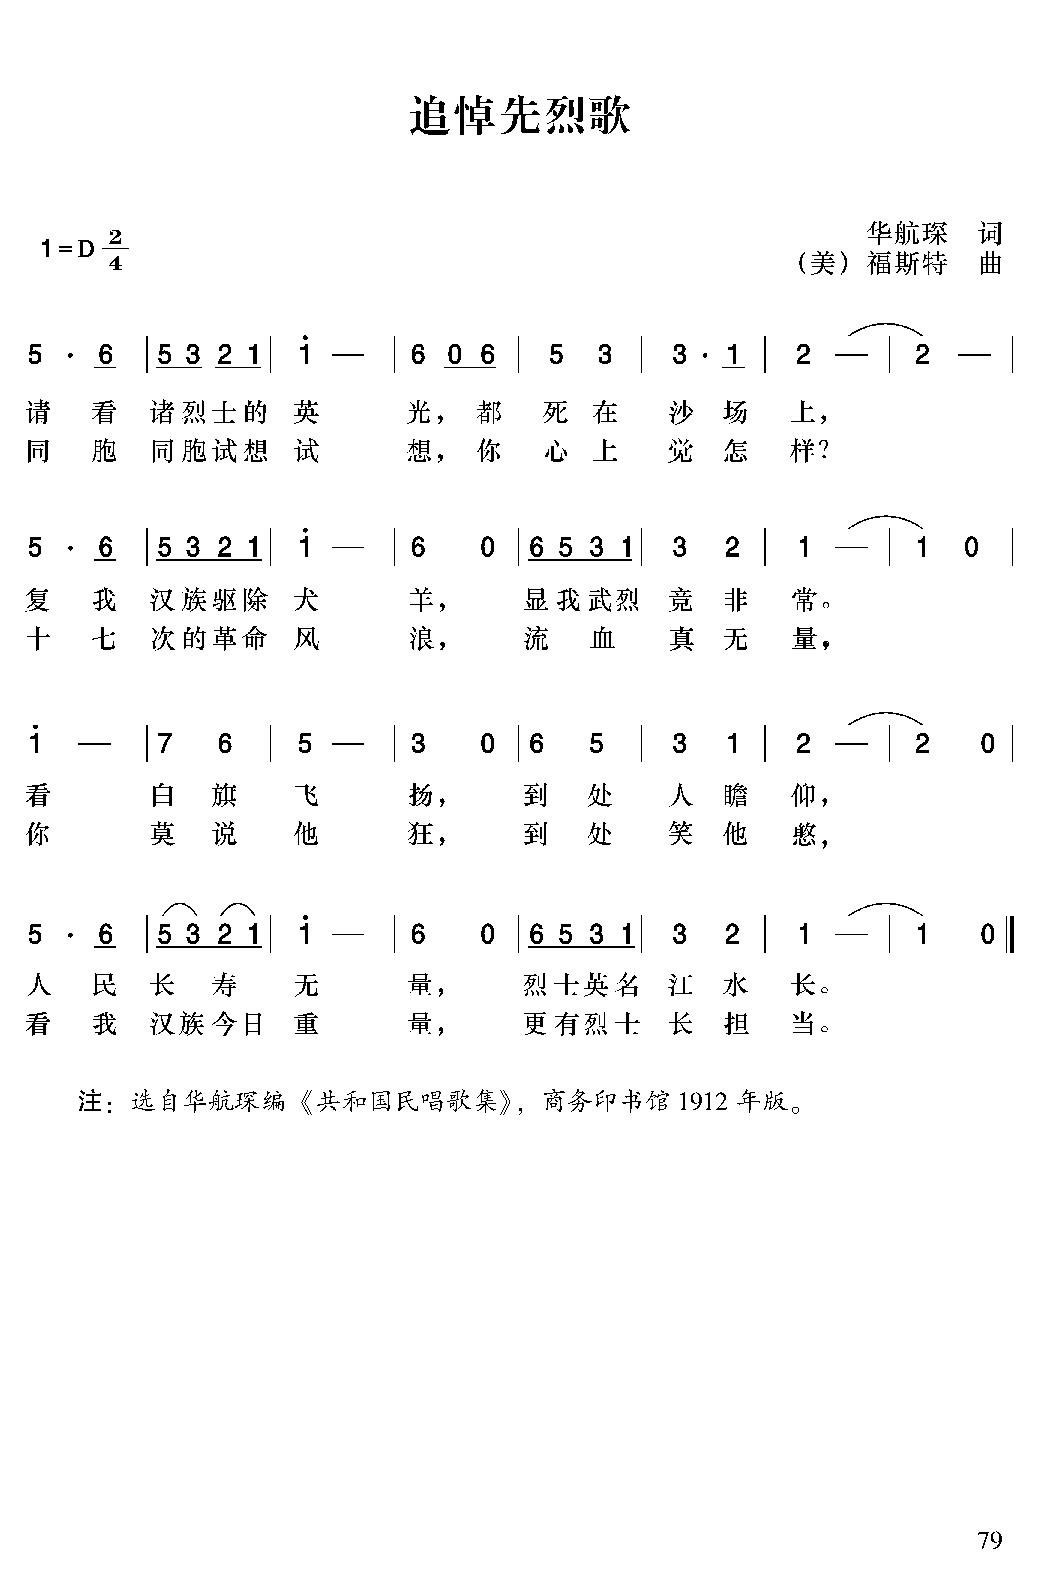 追悼先烈歌
1=D 2/4
华航琛 词
（美）福斯特 曲
5 · 6 | 5 3 2 1 | 1̇ — | 6 0 6 | 5 3 | 3 · 1 | 2 — | 2 — |
请 看 诸烈士的 英 光， 都 死 在 沙 场 上，
同 胞 同胞试想 试 想， 你 心 上 觉 怎 样？
5 · 6 | 5 3 2 1 | 1̇ — | 6 0 | 6 5 3 1 | 3 2 | 1 — | 1 0 |
复 我 汉族驱除 犬 羊， 显我武烈 竟 非 常。
十 七 次的革命 风 浪， 流 血 真 无 量，
1̇ — | 7 6 | 5 — | 3 0 | 6 5 | 3 1 | 2 — | 2 0 |
看 白 旗 飞 扬， 到 处 人 瞻 仰，
你 莫 说 他 狂， 到 处 笑 他 憨，
5 · 6 | 5 3 2 1 | 1̇ — | 6 0 | 6 5 3 1 | 3 2 | 1 — | 1 0 ‖
人 民 长 寿 无 量， 烈士英名 江 水 长。
看 我 汉族今日 重 量， 更有烈士 长 担 当。
注：选自华航琛编《共和国民唱歌集》，商务印书馆 1912 年版。
79